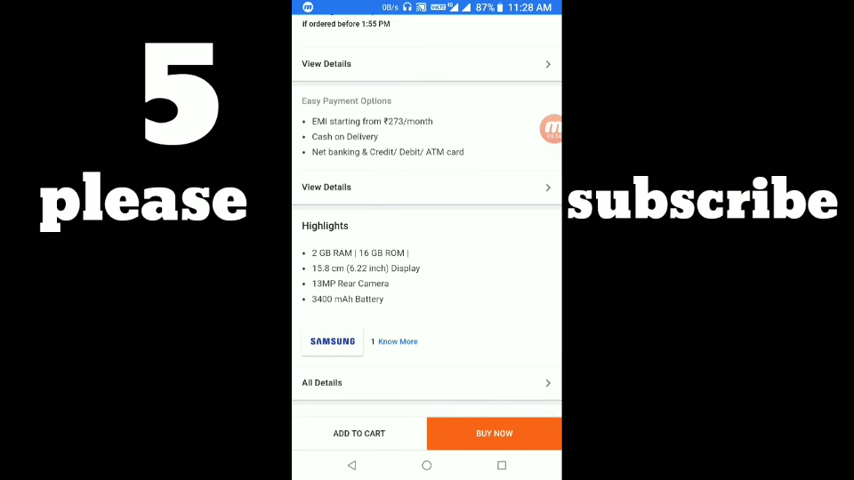 5
please
subscribe
0B/s 87% 11:28 AM
if ordered before 1:55 PM
View Details
Easy Payment Options
• EMI starting from ₹273/month
• Cash on Delivery
• Net banking & Credit/ Debit/ ATM card
View Details
Highlights
• 2 GB RAM | 16 GB ROM |
• 15.8 cm (6.22 inch) Display
• 13MP Rear Camera
• 3400 mAh Battery
SAMSUNG 1 Know More
All Details
ADD TO CART BUY NOW